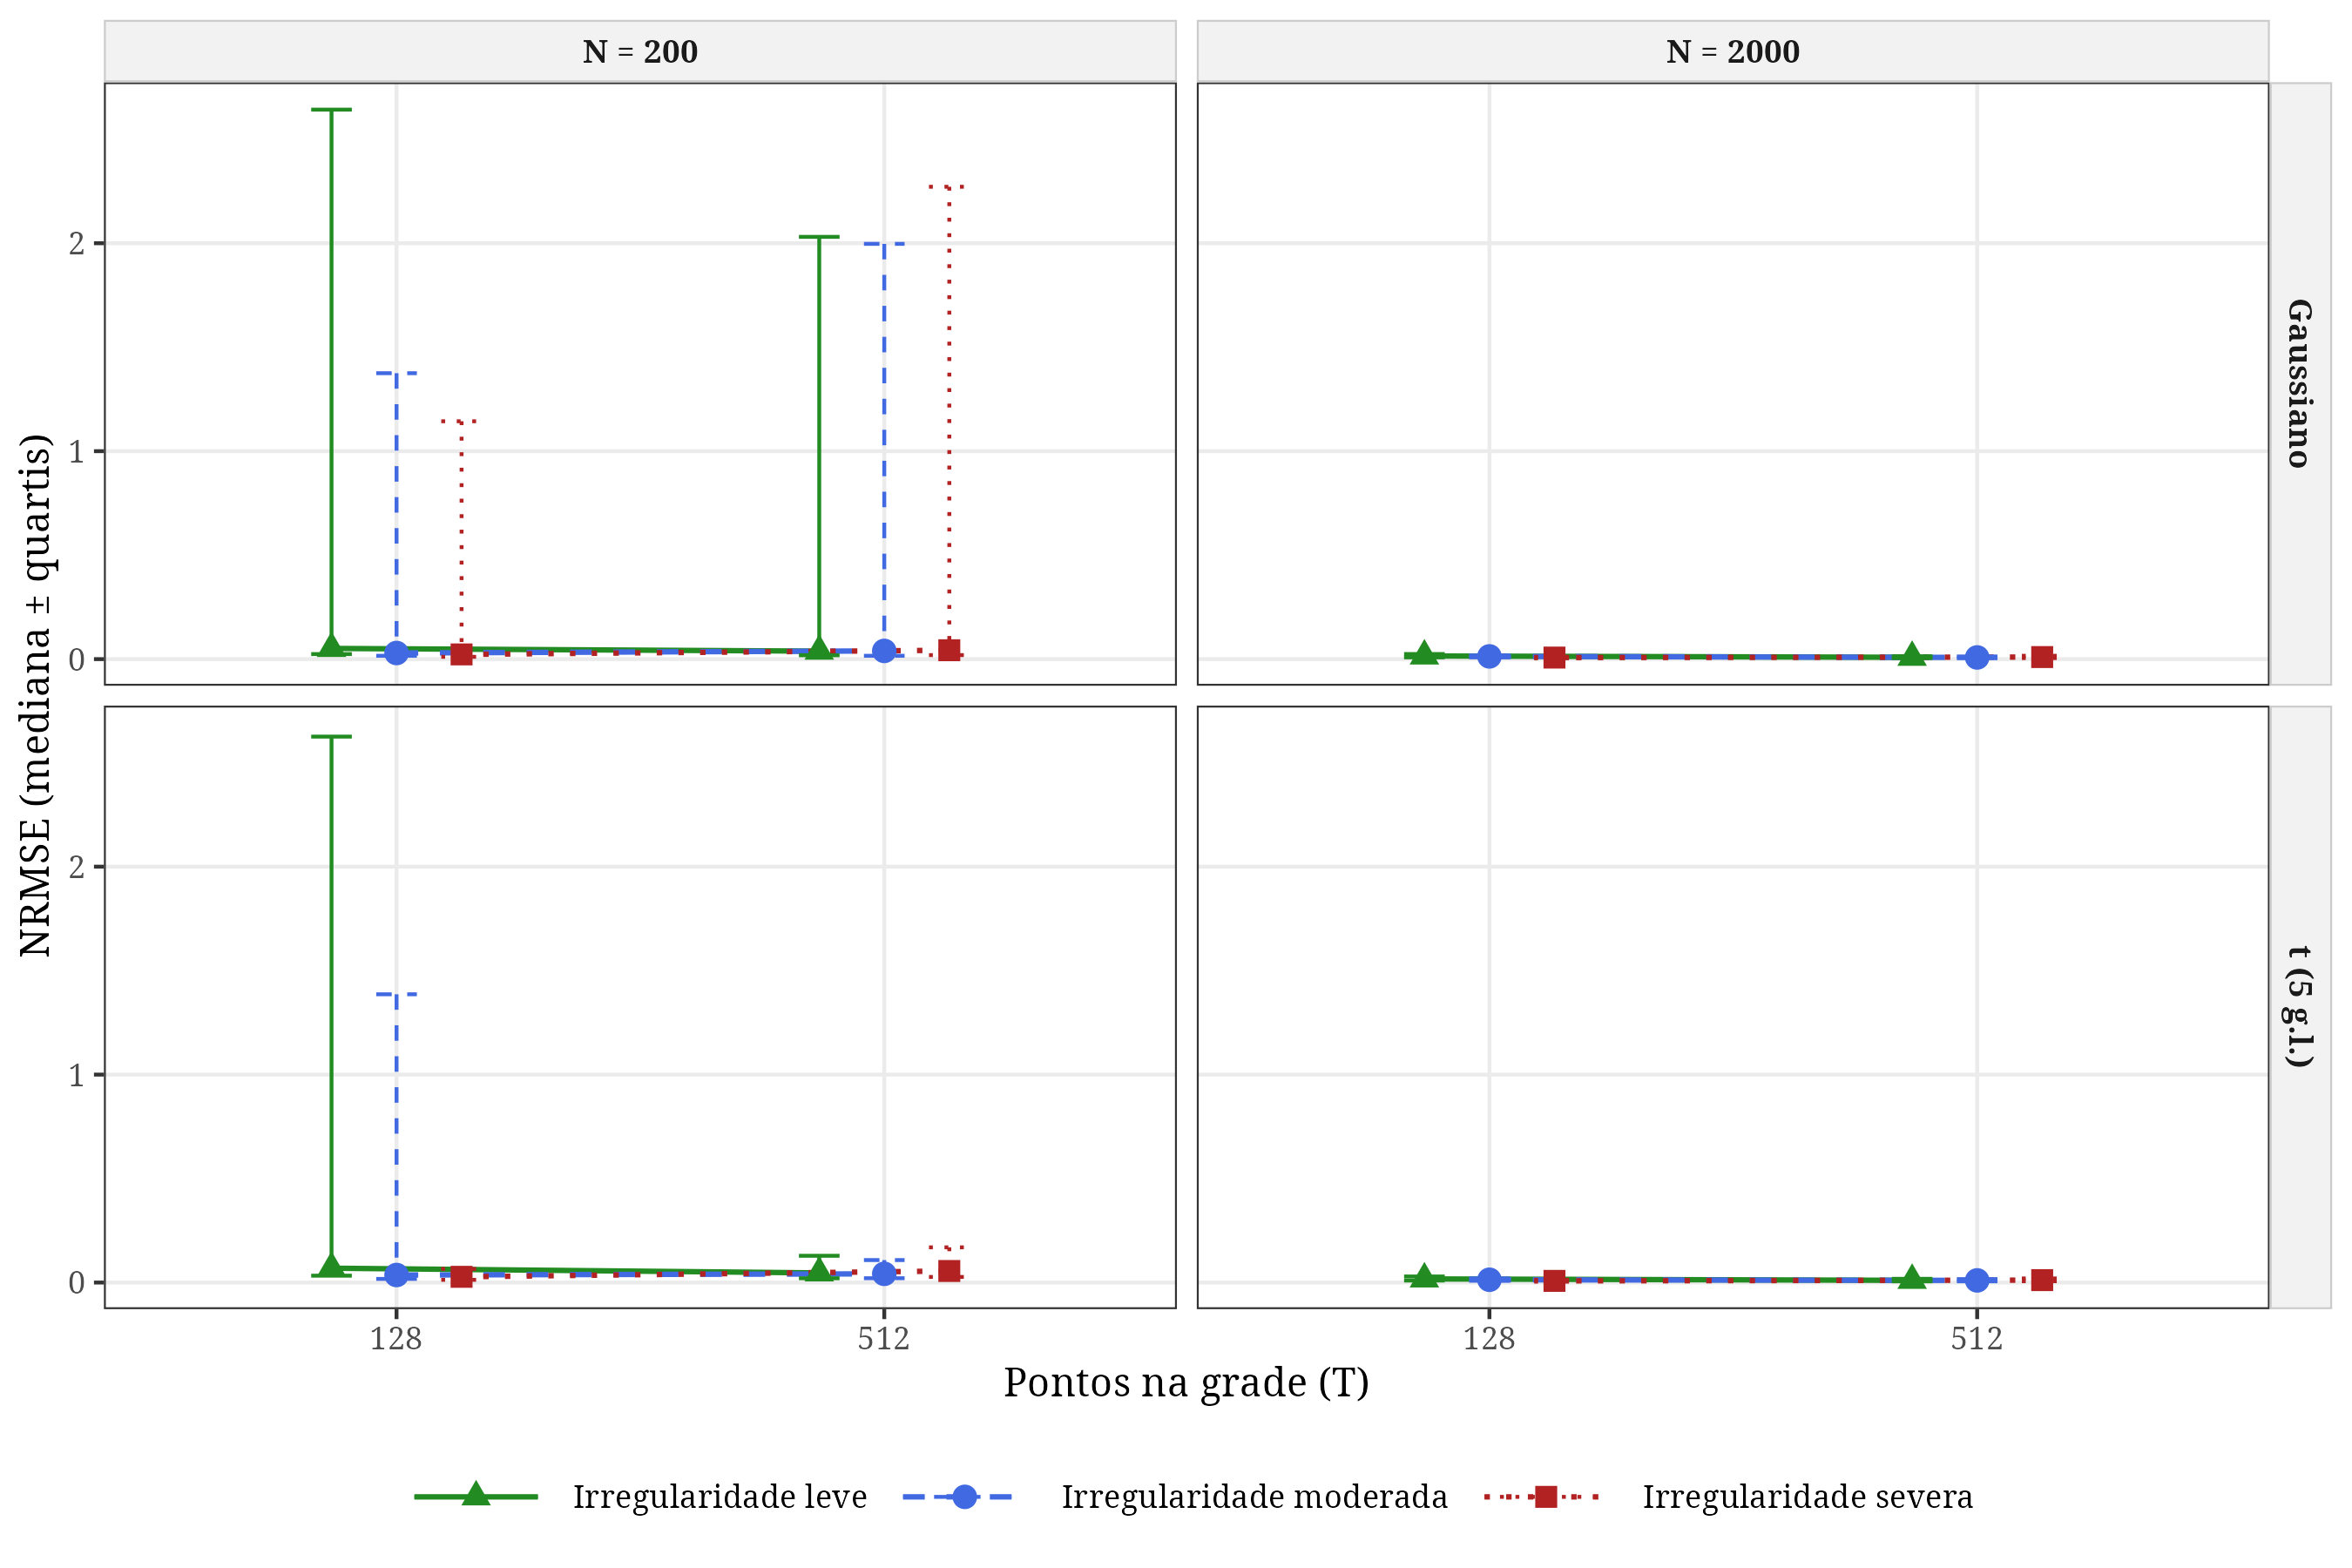 N = 200
N = 2000
NRMSE (mediana ± quartis)
2
1
0
Gaussiano
2
1
0
t (5 g.l.)
128
512
128
512
Pontos na grade (T)
Irregularidade leve
Irregularidade moderada
Irregularidade severa